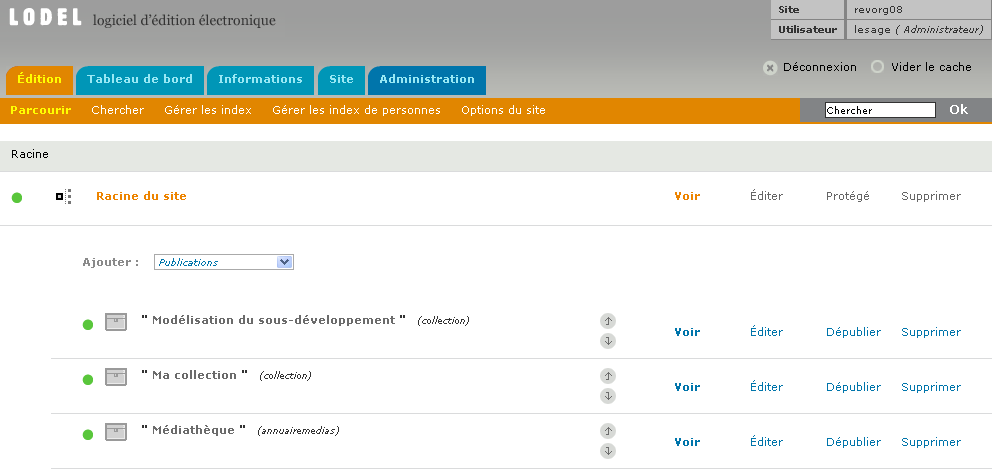 LODEL logiciel d'édition électronique
Site revorg08
Utilisateur lesage ( Administrateur)
Déconnexion Vider le cache
Édition Tableau de bord Informations Site Administration
Parcourir Chercher Gérer les index Gérer les index de personnes Options du site Chercher Ok
Racine
Racine du site Voir Éditer Protégé Supprimer
Ajouter : Publications
" Modélisation du sous-développement " (collection) Voir Éditer Dépublier Supprimer
" Ma collection " (collection) Voir Éditer Dépublier Supprimer
" Médiathèque " (annuairemedias) Voir Éditer Dépublier Supprimer